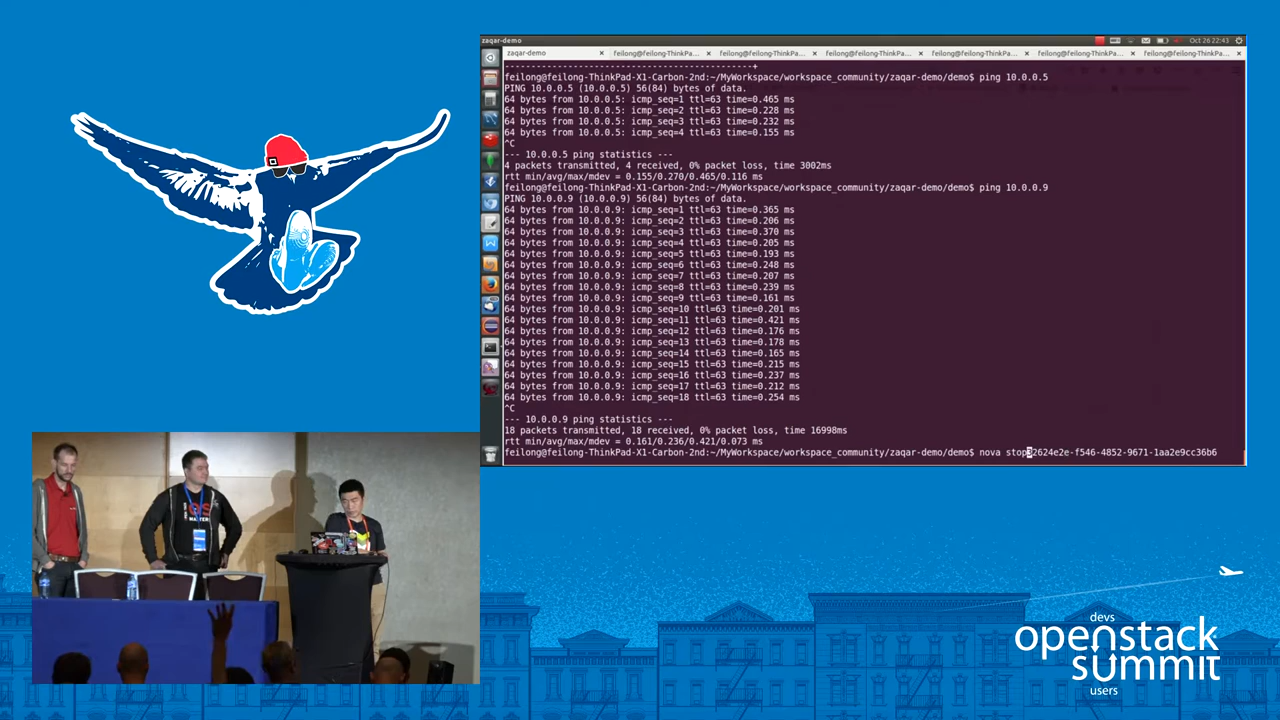 zaqar-demo
Oct 26 22:43
zaqar-demo
feilong@feilong-ThinkPa...
feilong@feilong-ThinkPa...
feilong@feilong-ThinkPa...
feilong@feilong-ThinkPa...
feilong@feilong-ThinkPa...
feilong@feilong-ThinkPa...
------------------------------------------------+
feilong@feilong-ThinkPad-X1-Carbon-2nd:~/MyWorkspace/workspace_community/zaqar-demo/demo$ ping 10.0.0.5
PING 10.0.0.5 (10.0.0.5) 56(84) bytes of data.
64 bytes from 10.0.0.5: icmp_seq=1 ttl=63 time=0.465 ms
64 bytes from 10.0.0.5: icmp_seq=2 ttl=63 time=0.228 ms
64 bytes from 10.0.0.5: icmp_seq=3 ttl=63 time=0.232 ms
64 bytes from 10.0.0.5: icmp_seq=4 ttl=63 time=0.155 ms
^C
--- 10.0.0.5 ping statistics ---
4 packets transmitted, 4 received, 0% packet loss, time 3002ms
rtt min/avg/max/mdev = 0.155/0.270/0.465/0.116 ms
feilong@feilong-ThinkPad-X1-Carbon-2nd:~/MyWorkspace/workspace_community/zaqar-demo/demo$ ping 10.0.0.9
PING 10.0.0.9 (10.0.0.9) 56(84) bytes of data.
64 bytes from 10.0.0.9: icmp_seq=1 ttl=63 time=0.365 ms
64 bytes from 10.0.0.9: icmp_seq=2 ttl=63 time=0.206 ms
64 bytes from 10.0.0.9: icmp_seq=3 ttl=63 time=0.370 ms
64 bytes from 10.0.0.9: icmp_seq=4 ttl=63 time=0.205 ms
64 bytes from 10.0.0.9: icmp_seq=5 ttl=63 time=0.193 ms
64 bytes from 10.0.0.9: icmp_seq=6 ttl=63 time=0.248 ms
64 bytes from 10.0.0.9: icmp_seq=7 ttl=63 time=0.207 ms
64 bytes from 10.0.0.9: icmp_seq=8 ttl=63 time=0.239 ms
64 bytes from 10.0.0.9: icmp_seq=9 ttl=63 time=0.161 ms
64 bytes from 10.0.0.9: icmp_seq=10 ttl=63 time=0.201 ms
64 bytes from 10.0.0.9: icmp_seq=11 ttl=63 time=0.421 ms
64 bytes from 10.0.0.9: icmp_seq=12 ttl=63 time=0.176 ms
64 bytes from 10.0.0.9: icmp_seq=13 ttl=63 time=0.178 ms
64 bytes from 10.0.0.9: icmp_seq=14 ttl=63 time=0.165 ms
64 bytes from 10.0.0.9: icmp_seq=15 ttl=63 time=0.215 ms
64 bytes from 10.0.0.9: icmp_seq=16 ttl=63 time=0.237 ms
64 bytes from 10.0.0.9: icmp_seq=17 ttl=63 time=0.212 ms
64 bytes from 10.0.0.9: icmp_seq=18 ttl=63 time=0.254 ms
^C
--- 10.0.0.9 ping statistics ---
18 packets transmitted, 18 received, 0% packet loss, time 16998ms
rtt min/avg/max/mdev = 0.161/0.236/0.421/0.073 ms
feilong@feilong-ThinkPad-X1-Carbon-2nd:~/MyWorkspace/workspace_community/zaqar-demo/demo$ nova stop32624e2e-f546-4852-9671-1aa2e9cc36b6
devs
openstack
summit
users